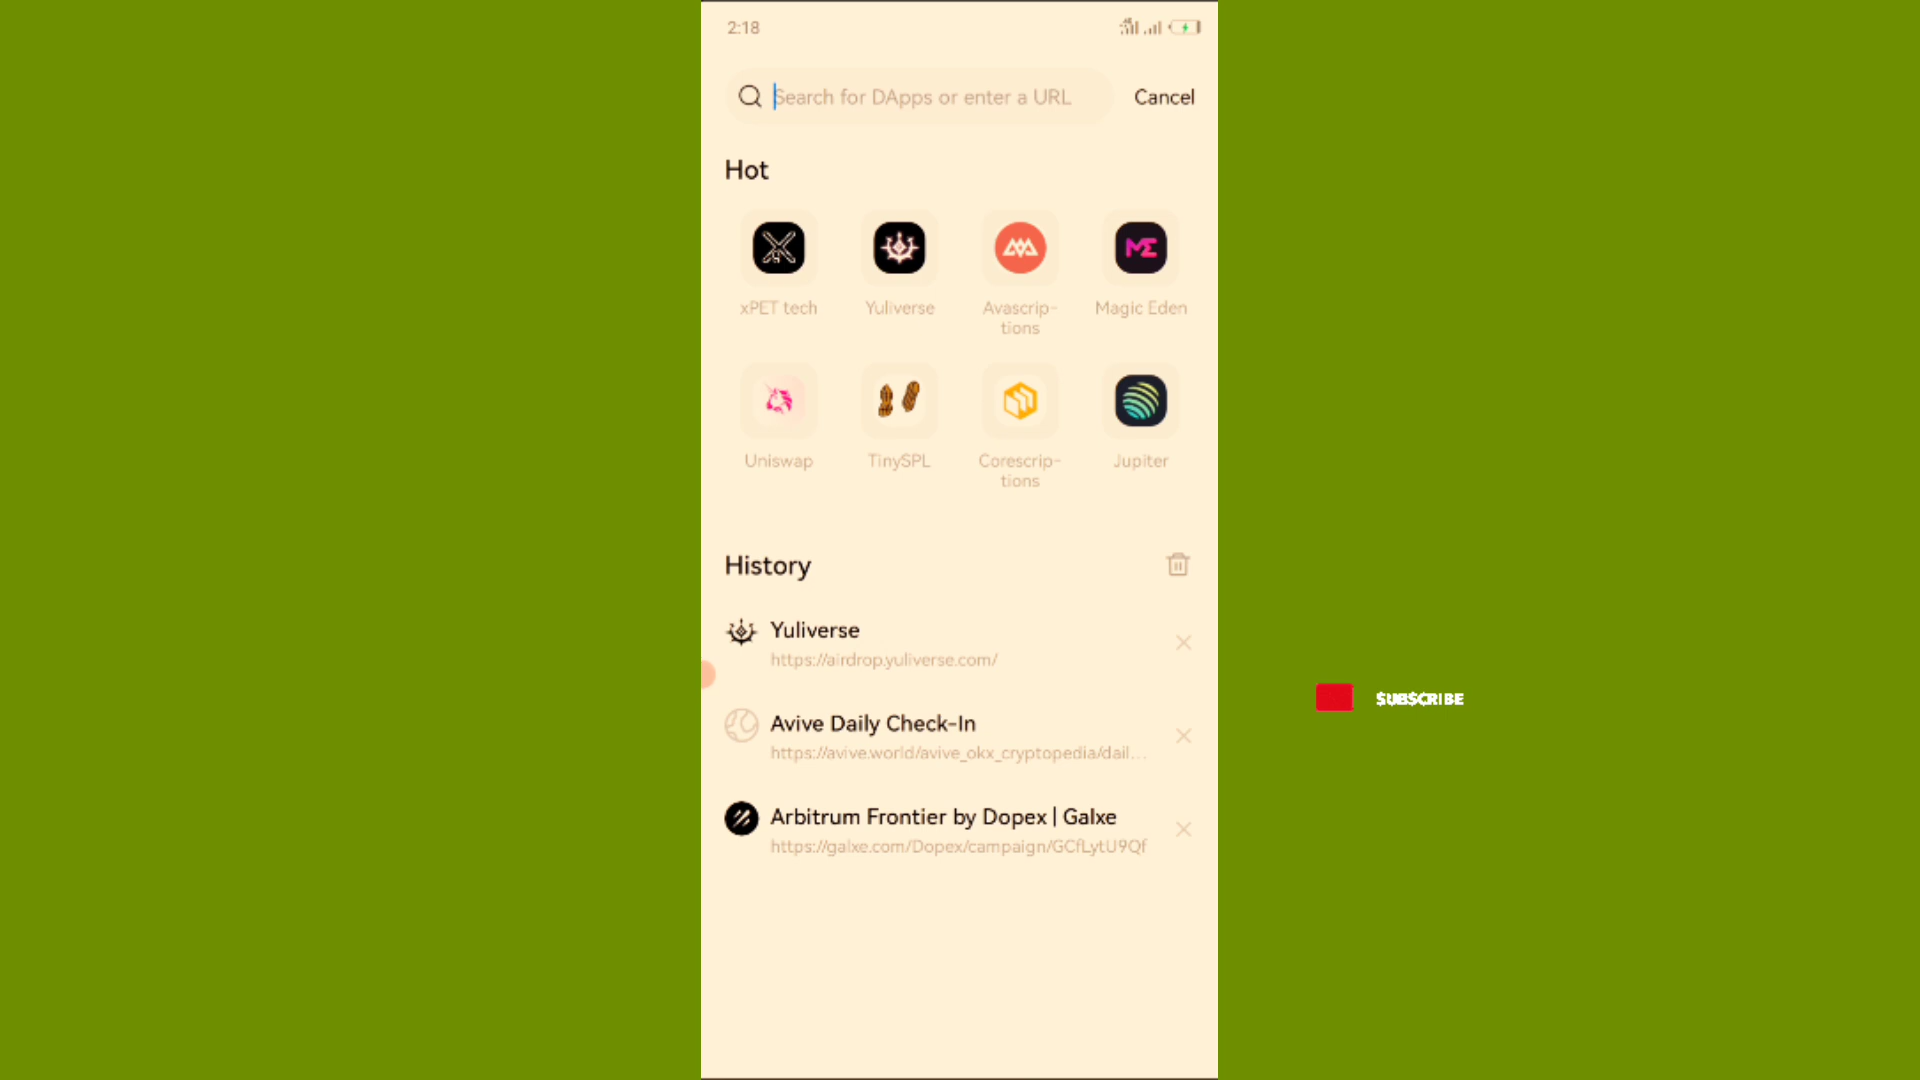 2:18
Search for DApps or enter a URL
Cancel
Hot
xPET tech
Yuliverse
Avascrip-
tions
Magic Eden
ME
Uniswap
TinySPL
Corescrip-
tions
Jupiter
History
Yuliverse
https://airdrop.yuliverse.com/
Avive Daily Check-In
https://avive.world/avive_okx_cryptopedia/dail...
Arbitrum Frontier by Dopex | Galxe
https://galxe.com/Dopex/campaign/GCfLytU9Qf
SUBSCRIBE